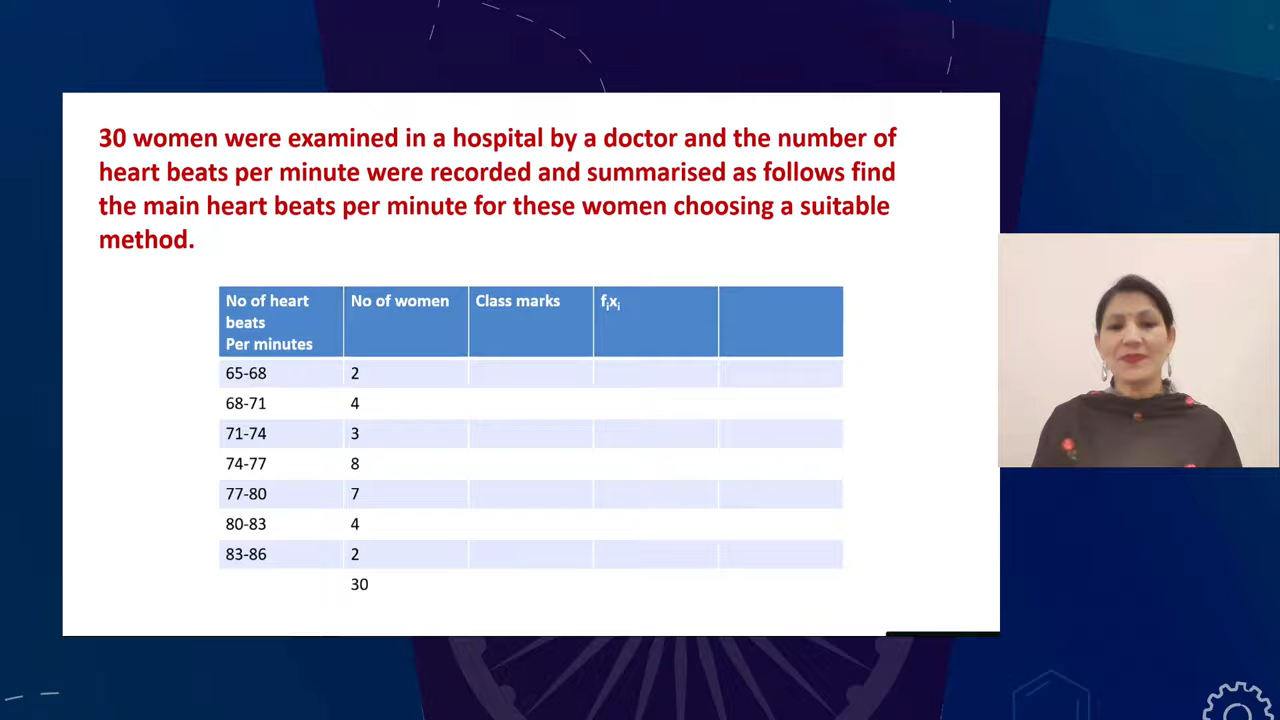 30 women were examined in a hospital by a doctor and the number of
heart beats per minute were recorded and summarised as follows find
the main heart beats per minute for these women choosing a suitable
method.
No of heart beats Per minutes No of women Class marks fixi
65-68 2
68-71 4
71-74 3
74-77 8
77-80 7
80-83 4
83-86 2
30